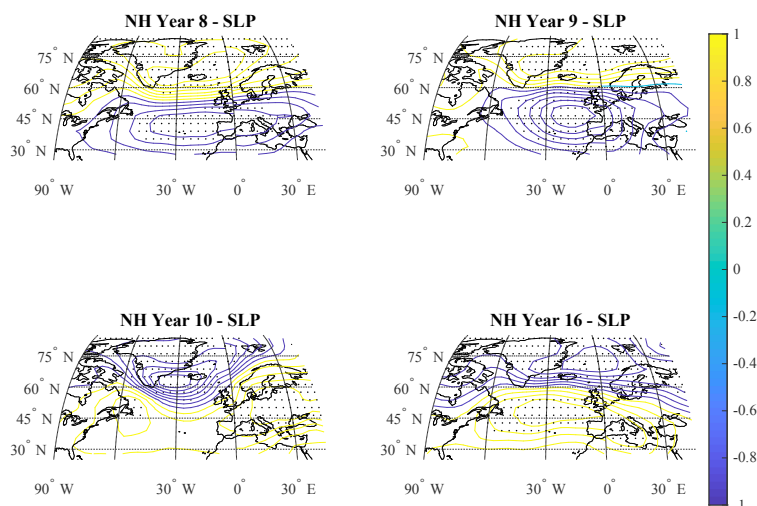 NH Year 8 - SLP
75° N
60° N
45° N
30° N
90° W
30° W
0° E
30° E
NH Year 9 - SLP
75° N
60° N
45° N
30° N
90° W
30° W
0° E
30° E
NH Year 10 - SLP
75° N
60° N
45° N
30° N
90° W
30° W
0° E
30° E
NH Year 16 - SLP
75° N
60° N
45° N
30° N
90° W
30° W
0° E
30° E
1
0.8
0.6
0.4
0.2
0
-0.2
-0.4
-0.6
-0.8
-1